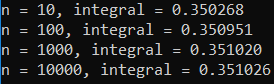 n = 10, integral = 0.350268
n = 100, integral = 0.350951
n = 1000, integral = 0.351020
n = 10000, integral = 0.351026